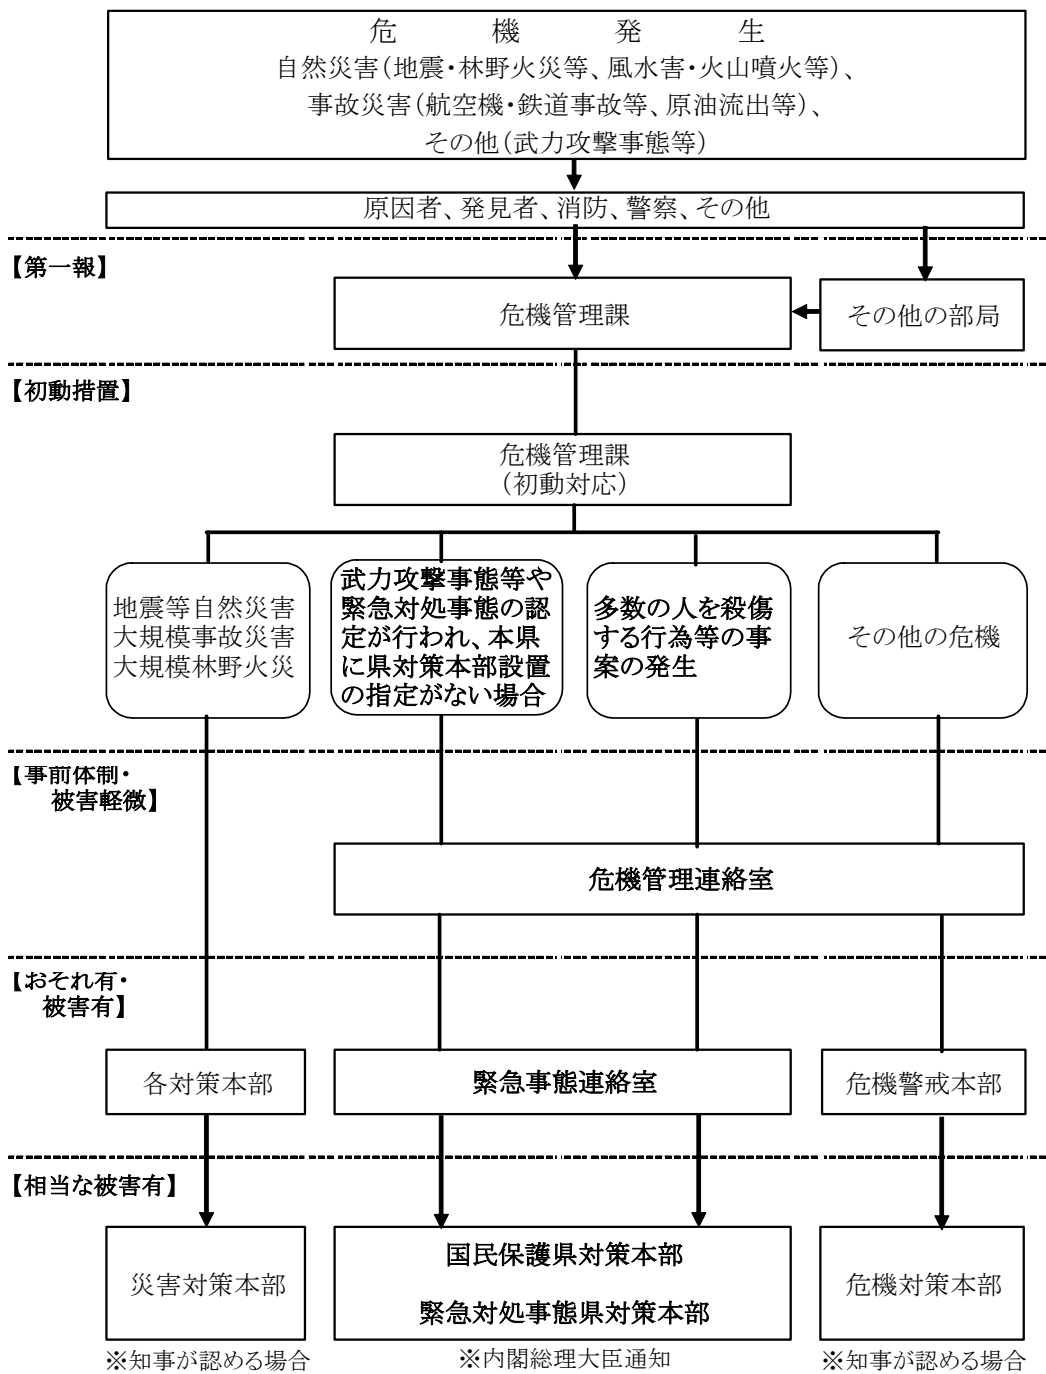 危機発生
自然災害(地震・林野火災等、風水害・火山噴火等)、
事故災害(航空機・鉄道事故等、原油流出等)、
その他(武力攻撃事態等)
原因者、発見者、消防、警察、その他
【第一報】
危機管理課
その他の部局
【初動措置】
危機管理課
(初動対応)
地震等自然災害
大規模事故災害
大規模林野火災
武力攻撃事態等や
緊急対処事態の認
定が行われ、本県
に県対策本部設置
の指定がない場合
多数の人を殺傷
する行為等の事
案の発生
その他の危機
【事前体制・
被害軽微】
危機管理連絡室
【おそれ有・
被害有】
各対策本部
緊急事態連絡室
危機警戒本部
【相当な被害有】
災害対策本部
国民保護県対策本部
緊急対処事態県対策本部
危機対策本部
※知事が認める場合
※内閣総理大臣通知
※知事が認める場合